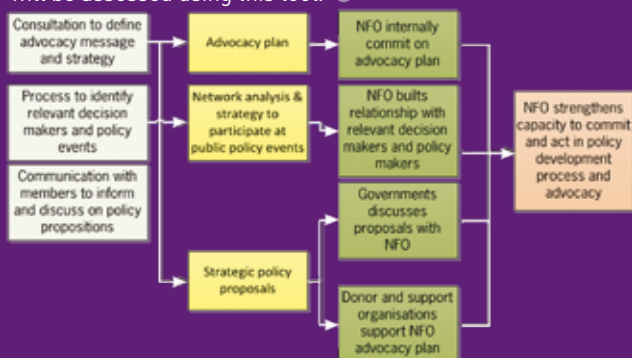 will be assessed using this tool.
Consultation to define
advocacy message
and strategy
Process to identify
relevant decision
makers and policy
events
Communication with
members to inform
and discuss on policy
propositions
Advocacy plan
Network analysis &
strategy to
participate at
public policy events
Strategic policy
proposals
NFO internally
commit on
advocacy plan
NFO builts
relationship with
relevant decision
makers and policy
makers
Governments
discusses
proposals with
NFO
Donor and support
organisations
support NFO
advocacy plan
NFO strengthens
capacity to commit
and act in policy
development
process and
advocacy